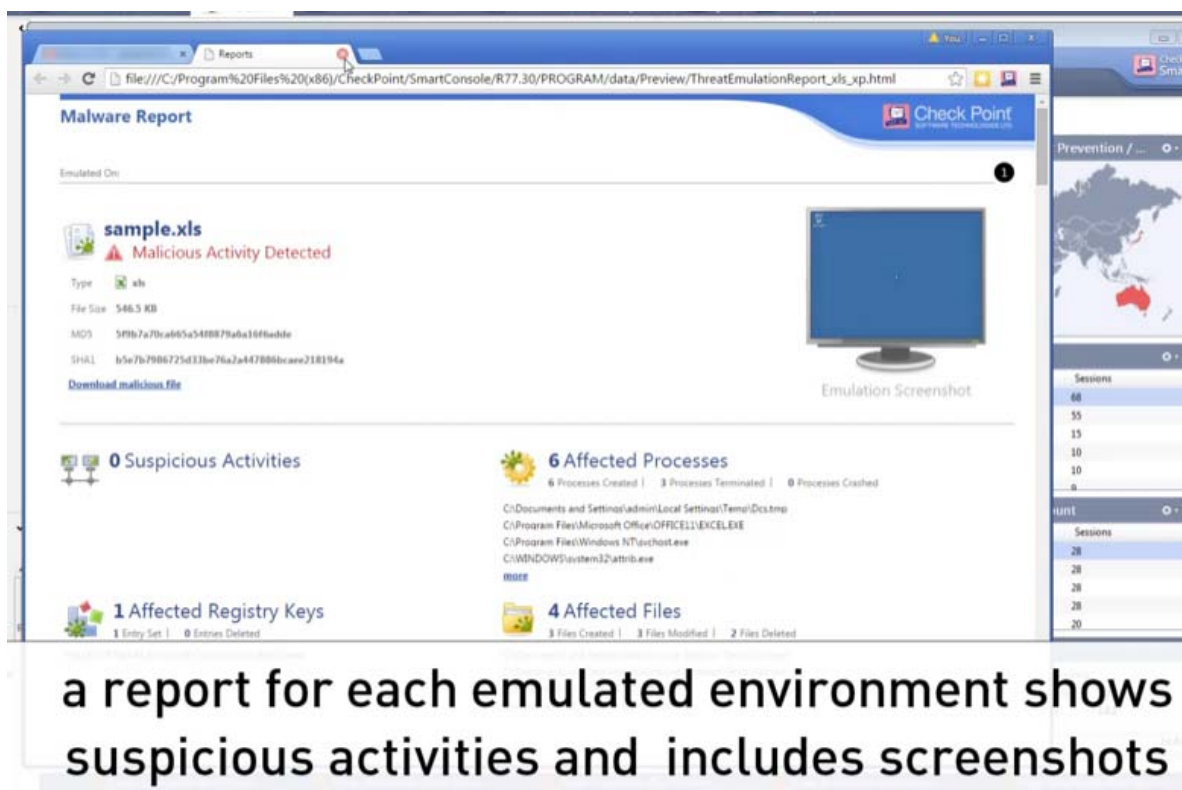 You
Reports
file:///C:/Program%20Files%20(x86)/CheckPoint/SmartConsole/R77.30/PROGRAM/data/Preview/ThreatEmulationReport_xls_xp.html
Malware Report
Check Point
SOFTWARE TECHNOLOGIES LTD.
Emulated On:
1
sample.xls
Malicious Activity Detected
Type xls
File Size 546.5 KB
MD5
SHA1
Download malicious file
Emulation Screenshot
0 Suspicious Activities
6 Affected Processes
6 Processes Created | 3 Processes Terminated | 0 Processes Crashed
C:\Documents and Settings\admin\Local Settings\Temp\Dcs.tmp
C:\Program Files\Microsoft Office\OFFICE11\EXCEL.EXE
C:\Program Files\Windows NT\svchost.exe
C:\WINDOWS\system32\attrib.exe
more
1 Affected Registry Keys
1 Entry Set | 0 Entries Deleted
4 Affected Files
3 Files Created | 3 Files Modified | 2 Files Deleted
Prevention / ...
Sessions
68
55
15
10
10
9
Sessions
28
28
28
28
20
a report for each emulated environment shows
suspicious activities and includes screenshots